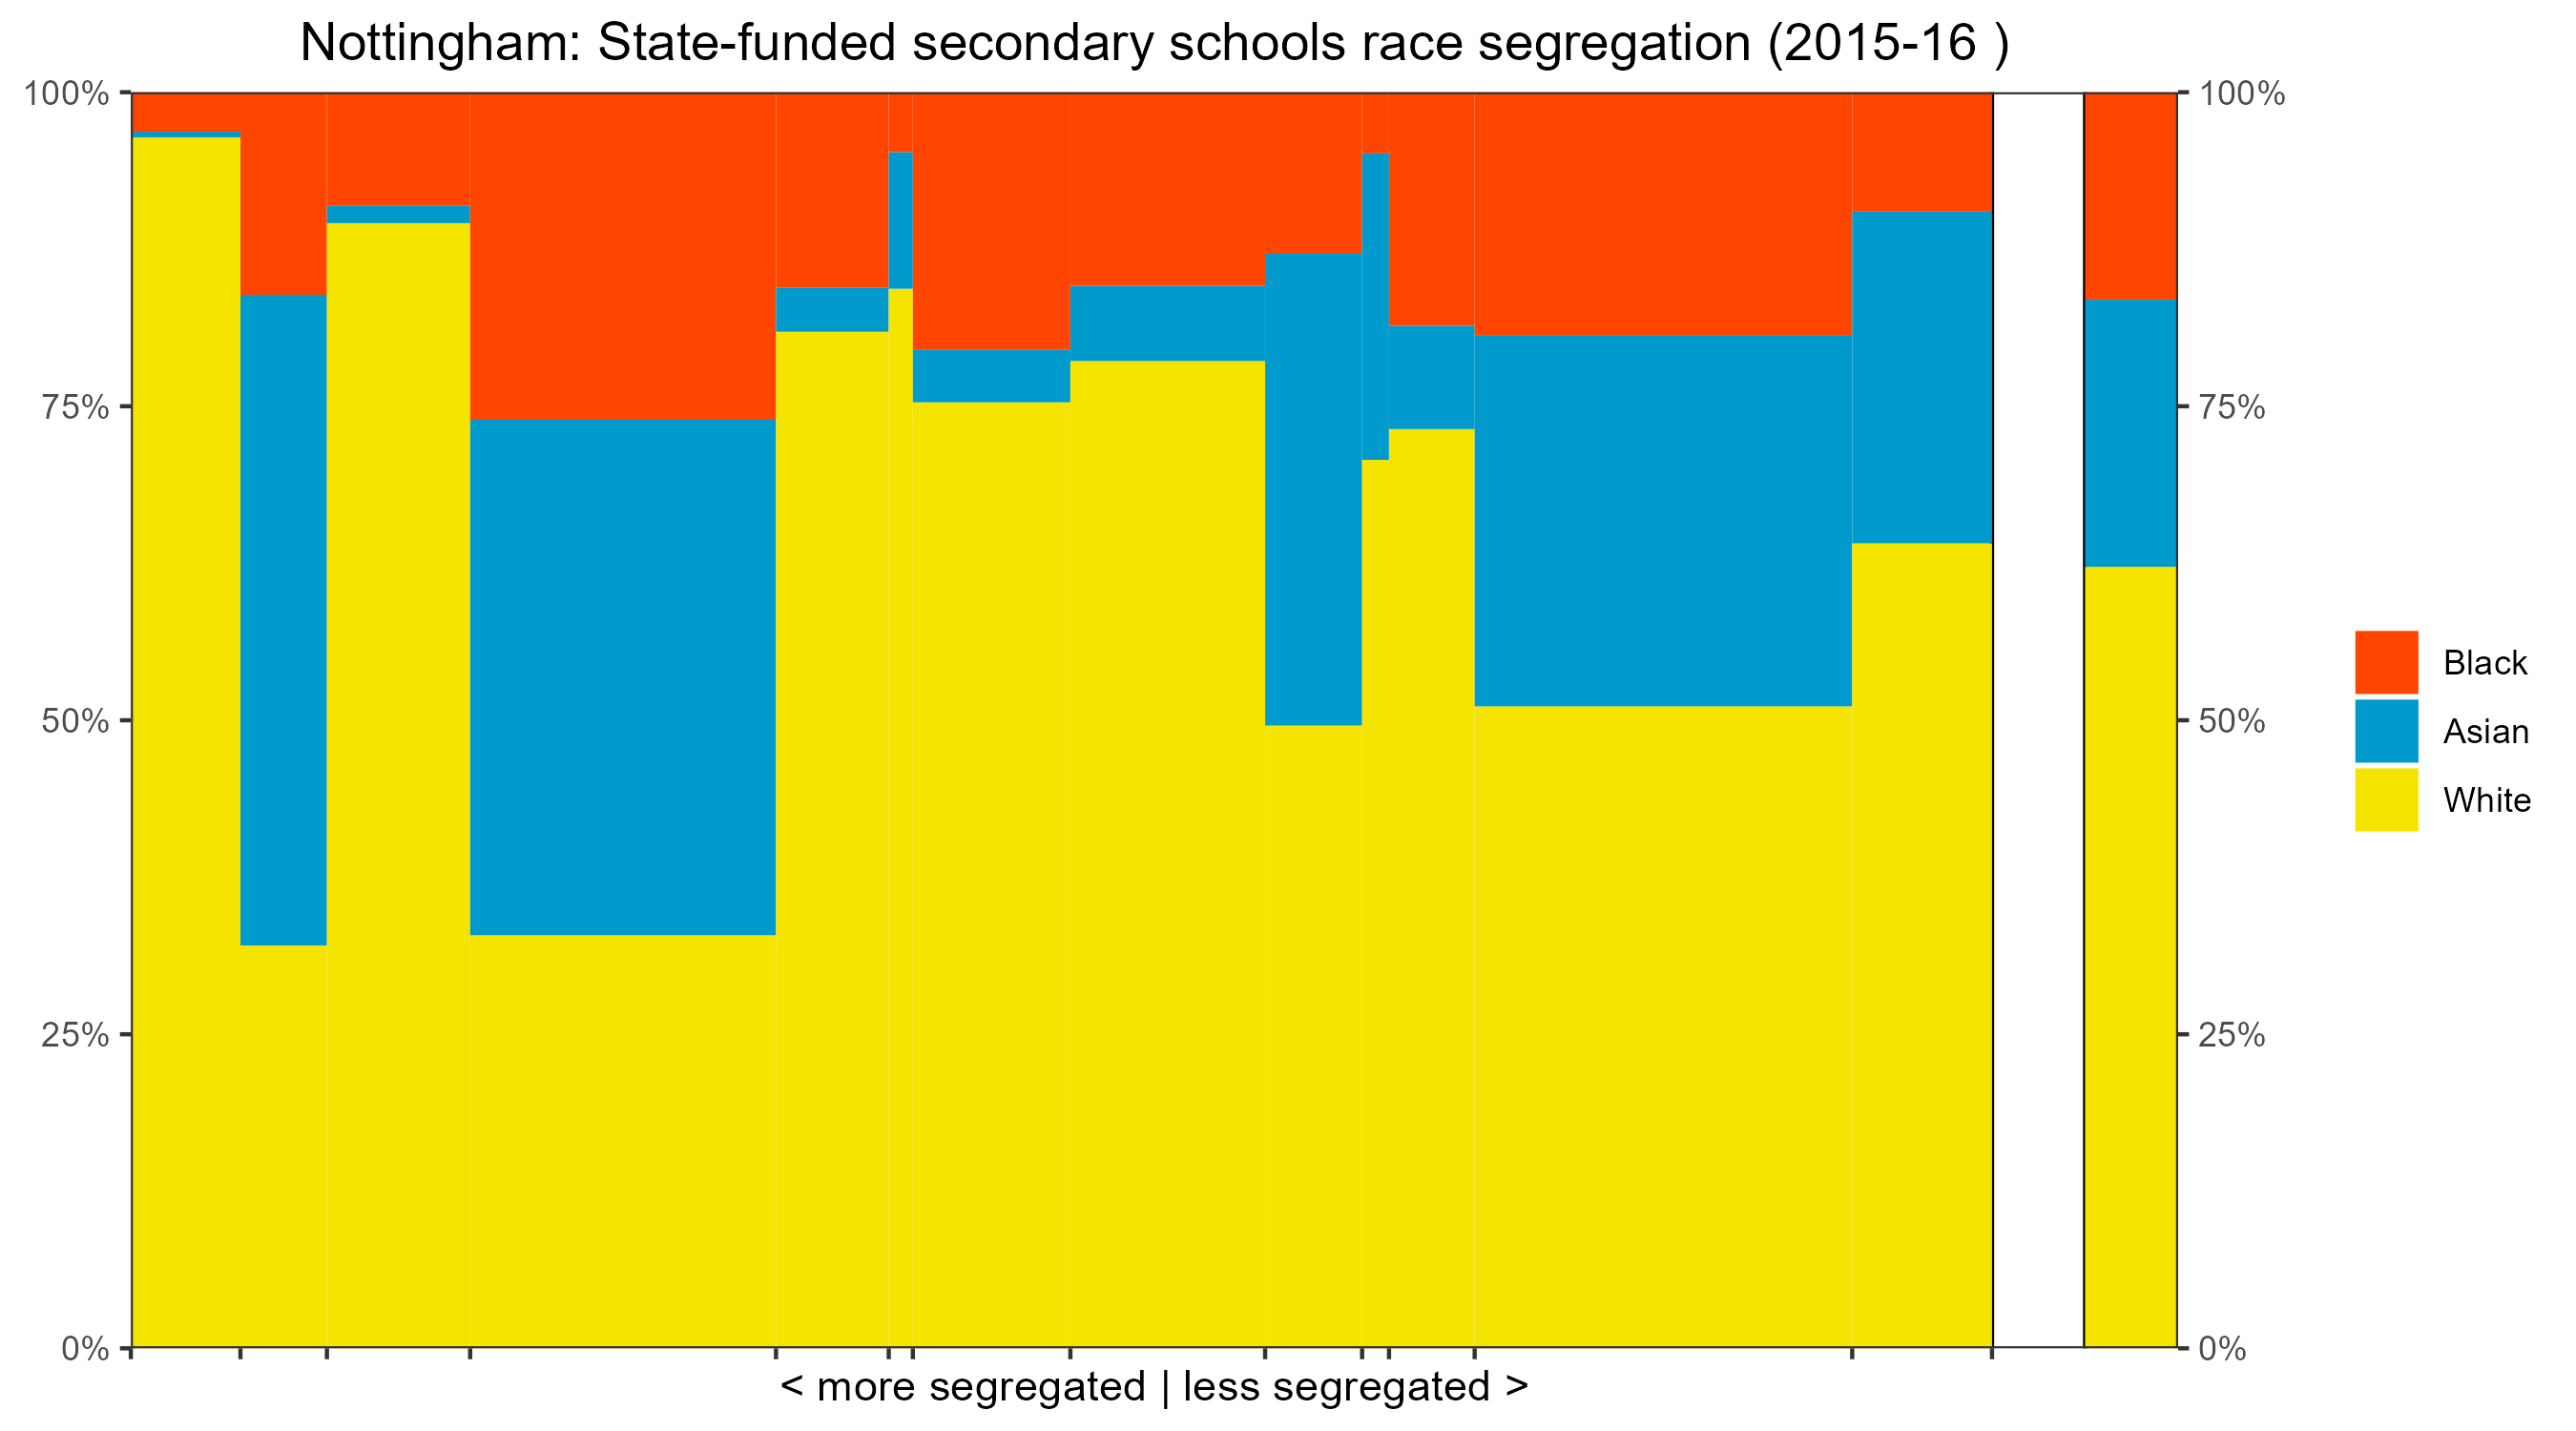 Nottingham: State-funded secondary schools race segregation (2015-16 )
100%
75%
50%
25%
0%
100%
75%
50%
25%
0%
Black
Asian
White
< more segregated | less segregated >